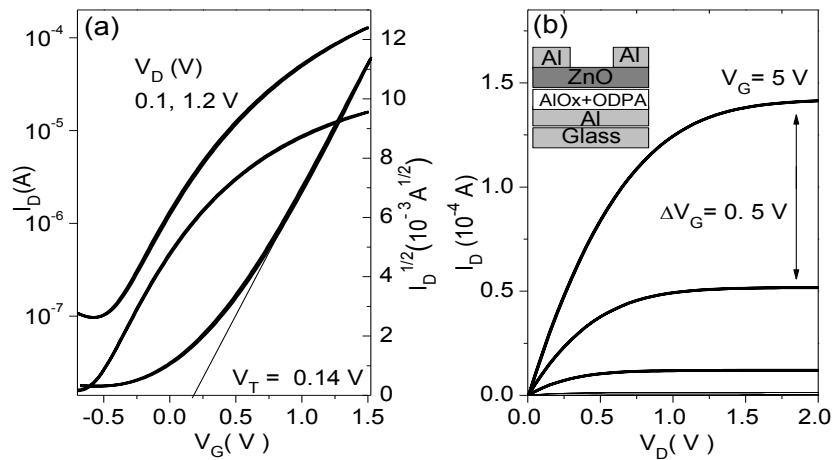 (a)
V_D (V)
0.1, 1.2 V
V_T = 0.14 V
I_D(A)
10^-4
10^-5
10^-6
10^-7
-0.5 0.0 0.5 1.0 1.5
V_G( V )
12
10
8
6
4
2
0
I_D^1/2(10^-3 A^1/2)
(b)
Al Al
ZnO
AlOx+ODPA
Al
Glass
V_G= 5 V
ΔV_G= 0. 5 V
I_D (10^-4 A)
1.5
1.0
0.5
0.0
0.0 0.5 1.0 1.5 2.0
V_D( V )